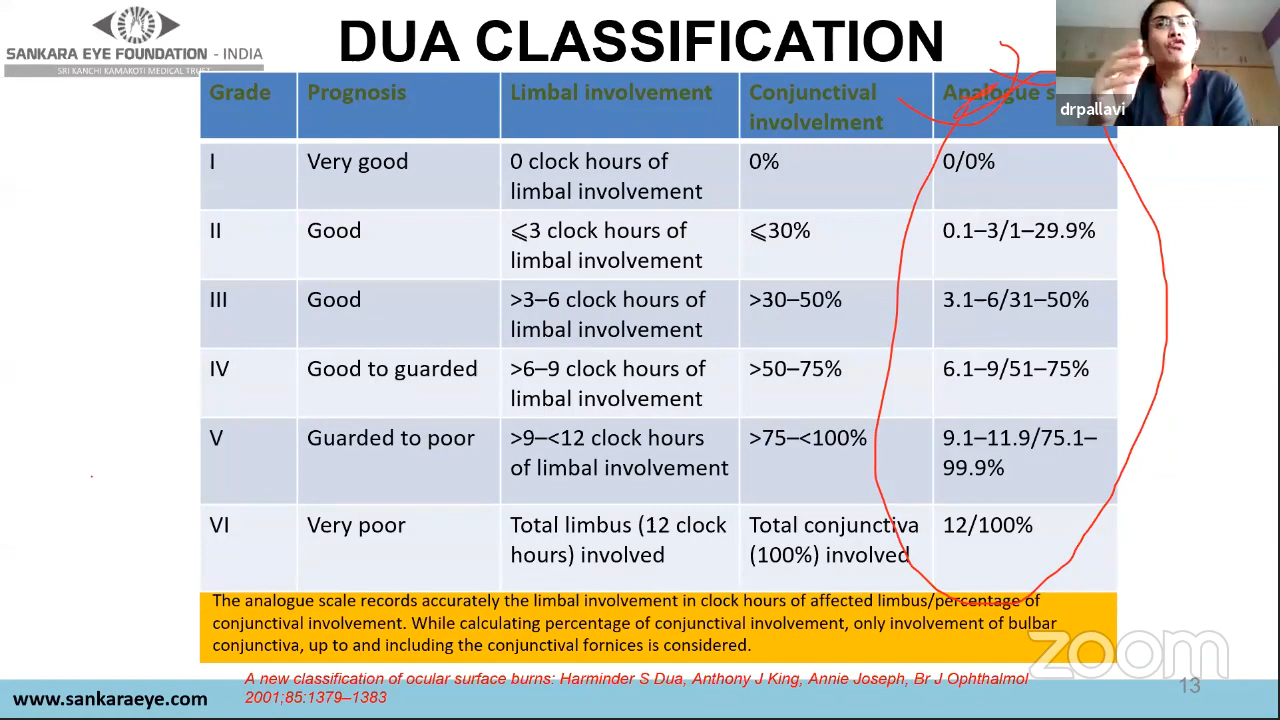 DUA CLASSIFICATION
SANKARA EYE FOUNDATION - INDIA
SRI KANCHI KAMAKOTI MEDICAL TRUST
drpallavi
Grade Prognosis Limbal involvement Conjunctival involvelment Analogue
I Very good 0 clock hours of limbal involvement 0% 0/0%
II Good ⩽3 clock hours of limbal involvement ⩽30% 0.1–3/1–29.9%
III Good >3–6 clock hours of limbal involvement >30–50% 3.1–6/31–50%
IV Good to guarded >6–9 clock hours of limbal involvement >50–75% 6.1–9/51–75%
V Guarded to poor >9–<12 clock hours of limbal involvement >75–<100% 9.1–11.9/75.1–99.9%
VI Very poor Total limbus (12 clock hours) involved Total conjunctiva (100%) involved 12/100%
The analogue scale records accurately the limbal involvement in clock hours of affected limbus/percentage of
conjunctival involvement. While calculating percentage of conjunctival involvement, only involvement of bulbar
conjunctiva, up to and including the conjunctival fornices is considered.
zoom
A new classification of ocular surface burns: Harminder S Dua, Anthony J King, Annie Joseph, Br J Ophthalmol
2001;85:1379–1383
13
www.sankaraeye.com